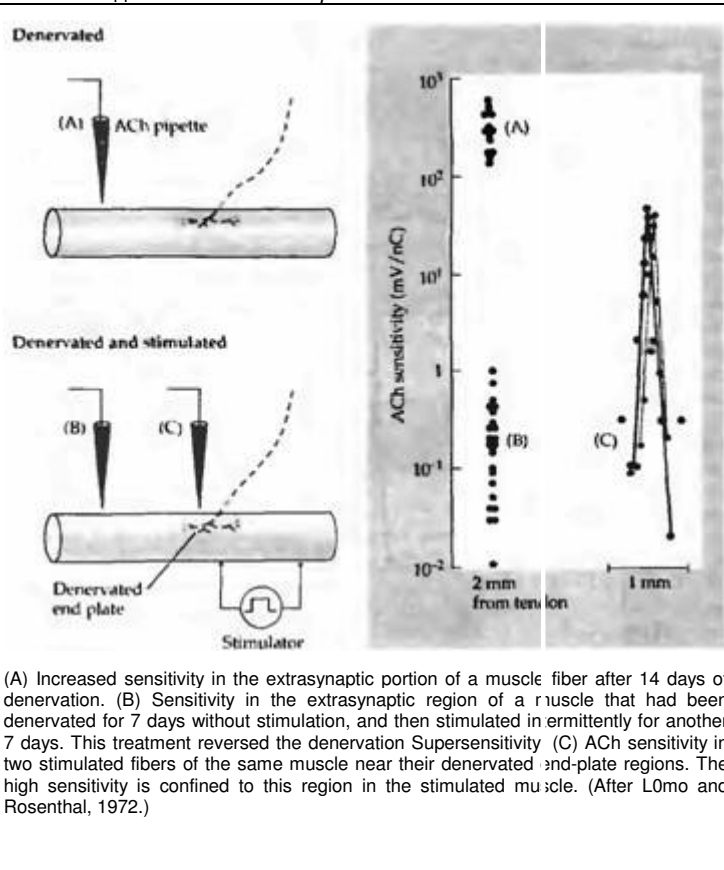 Denervated
(A)
ACh pipette
Denervated and stimulated
(B)
(C)
Denervated
end plate
Stimulator
ACh sensitivity (mV/nC)
10³
10²
10¹
1
10⁻¹
10⁻²
(A)
(B)
(C)
2 mm
from tendon
1 mm
(A) Increased sensitivity in the extrasynaptic portion of a muscle fiber after 14 days of
denervation. (B) Sensitivity in the extrasynaptic region of a muscle that had been
denervated for 7 days without stimulation, and then stimulated intermittently for another
7 days. This treatment reversed the denervation Supersensitivity (C) ACh sensitivity in
two stimulated fibers of the same muscle near their denervated end-plate regions. The
high sensitivity is confined to this region in the stimulated muscle. (After L0mo and
Rosenthal, 1972.)